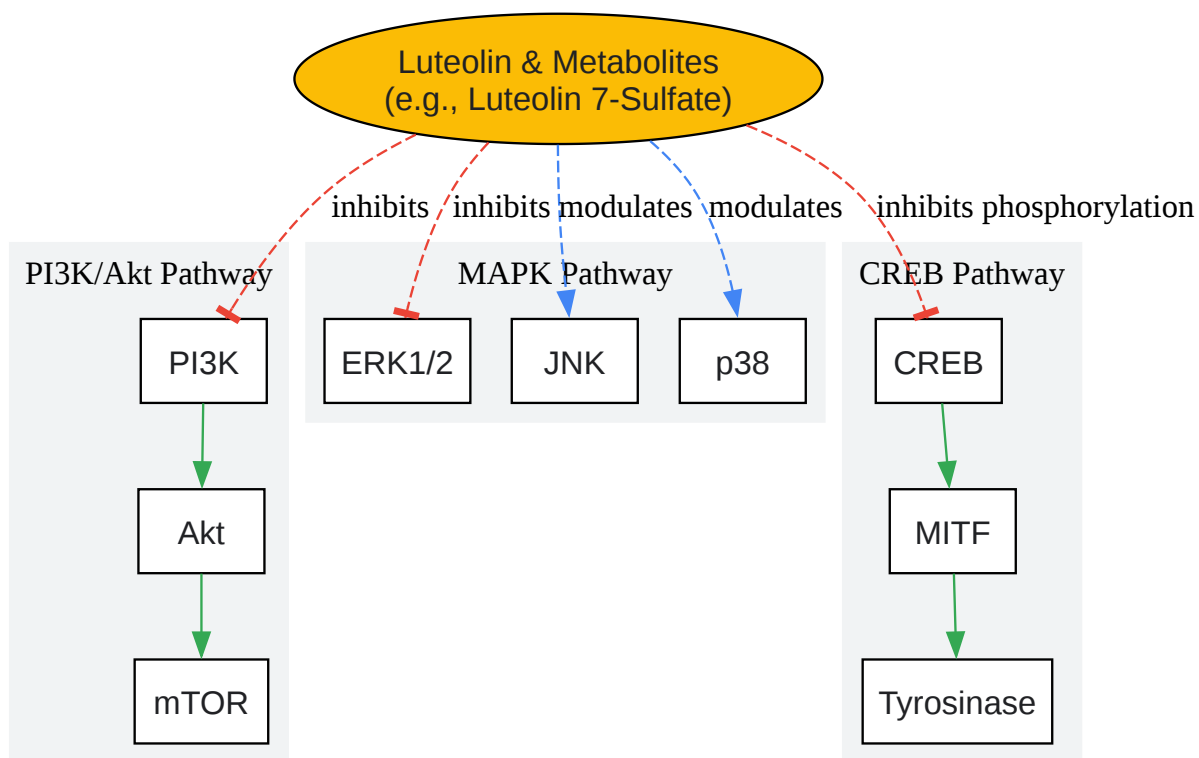 Luteolin & Metabolites
(e.g., Luteolin 7-Sulfate)
inhibits
inhibits
modulates
modulates
inhibits phosphorylation
PI3K/Akt Pathway
MAPK Pathway
CREB Pathway
PI3K
ERK1/2
JNK
p38
CREB
Akt
MITF
mTOR
Tyrosinase